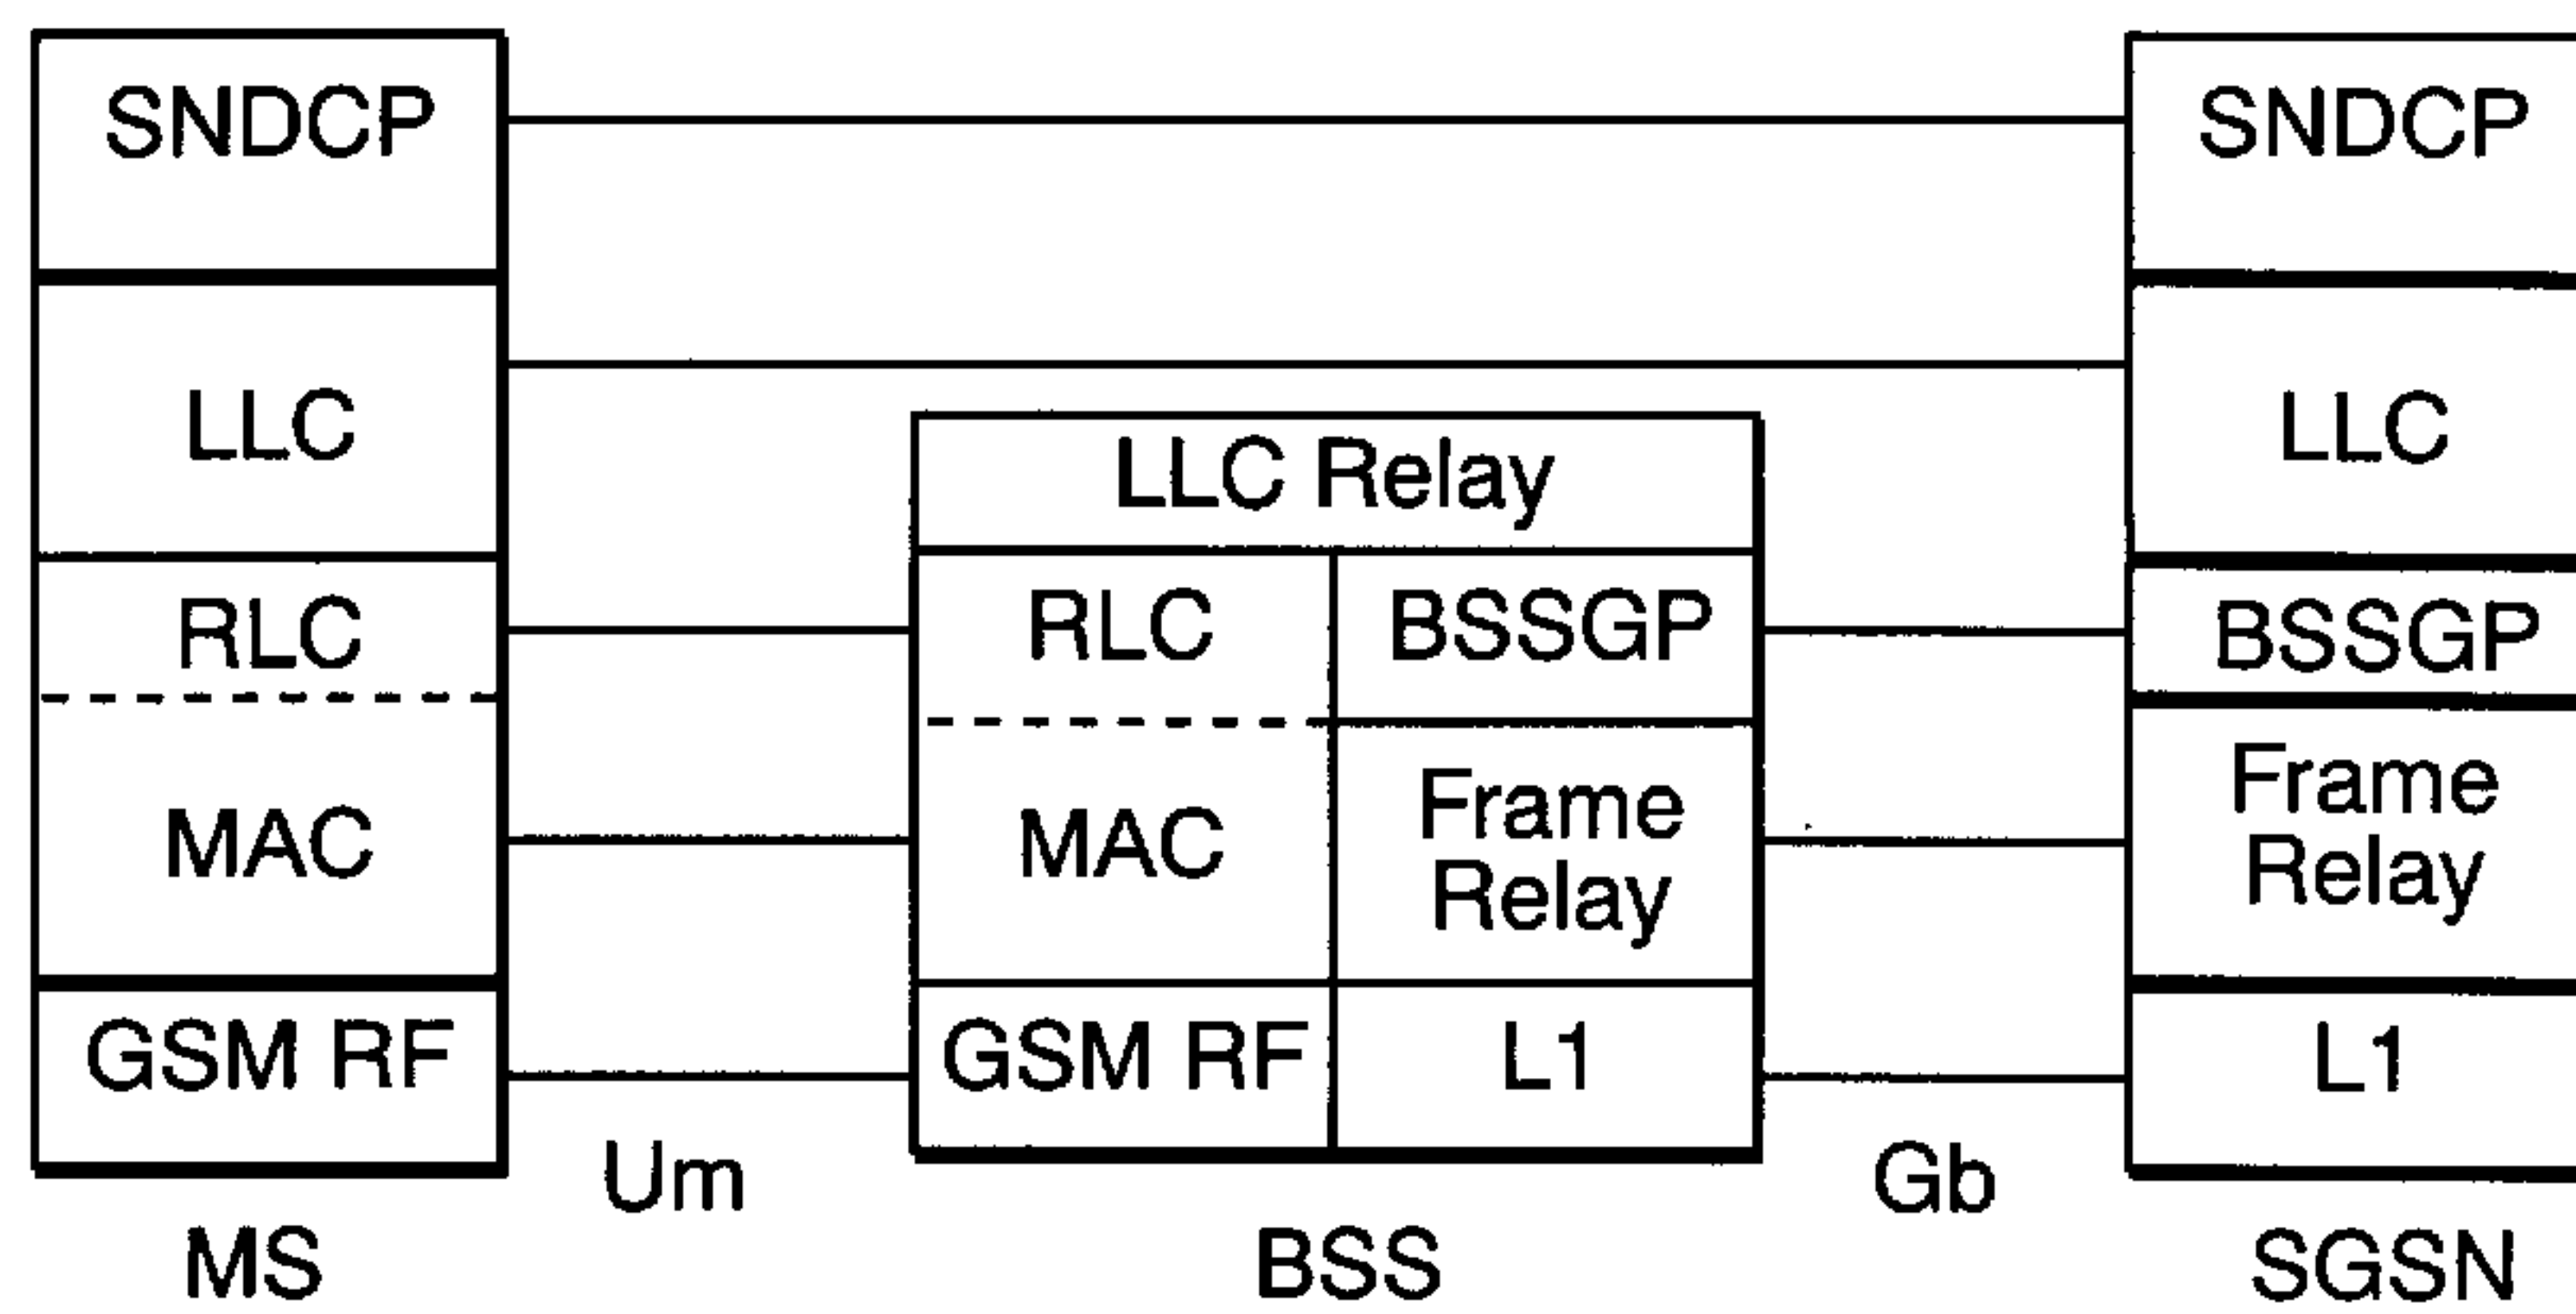 SNDCP
LLC
RLC
MAC
GSM RF
MS
Um
LLC Relay
RLC
BSSGP
MAC
Frame
Relay
GSM RF
L1
BSS
Gb
SNDCP
LLC
BSSGP
Frame
Relay
L1
SGSN